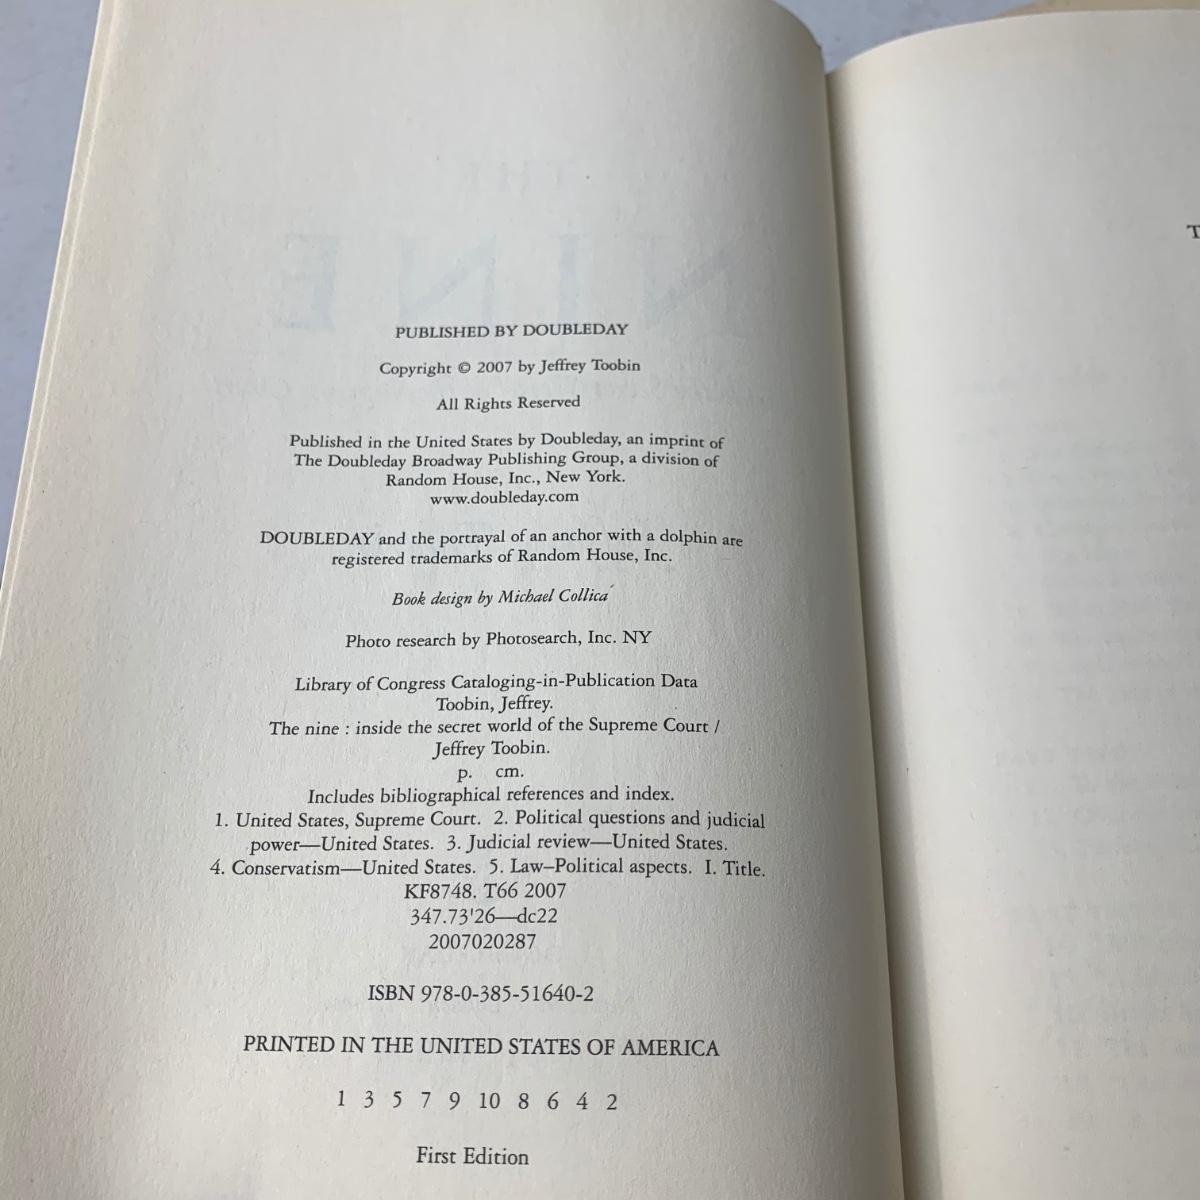 PUBLISHED BY DOUBLEDAY
Copyright © 2007 by Jeffrey Toobin
All Rights Reserved
Published in the United States by Doubleday, an imprint of
The Doubleday Broadway Publishing Group, a division of
Random House, Inc., New York.
www.doubleday.com
DOUBLEDAY and the portrayal of an anchor with a dolphin are
registered trademarks of Random House, Inc.
Book design by Michael Collica
Photo research by Photosearch, Inc. NY
Library of Congress Cataloging-in-Publication Data
Toobin, Jeffrey.
The nine : inside the secret world of the Supreme Court /
Jeffrey Toobin.
p. cm.
Includes bibliographical references and index.
1. United States, Supreme Court. 2. Political questions and judicial
power—United States. 3. Judicial review—United States.
4. Conservatism—United States. 5. Law–Political aspects. I. Title.
KF8748. T66 2007
347.73'26—dc22
2007020287
ISBN 978-0-385-51640-2
PRINTED IN THE UNITED STATES OF AMERICA
1 3 5 7 9 10 8 6 4 2
First Edition